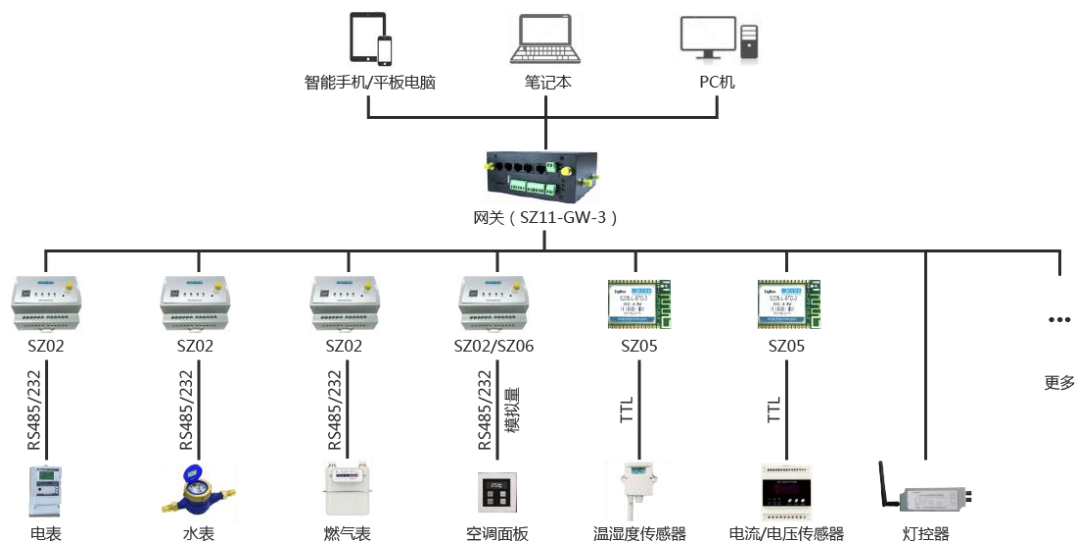 智能手机/平板电脑
笔记本
PC机
网关（SZ11-GW-3）
SZ02
SZ02
SZ02
SZ02/SZ06
SZ05
SZ05
•••
更多
RS485/232
RS485/232
RS485/232
RS485/232
模拟量
TTL
TTL
电表
水表
燃气表
空调面板
温湿度传感器
电流/电压传感器
灯控器